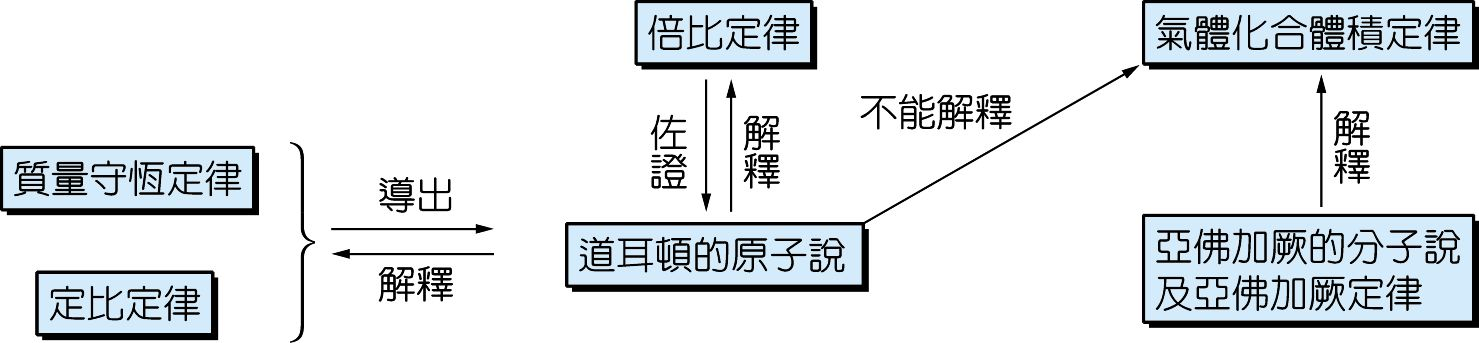 質量守恆定律
定比定律
導出
解釋
倍比定律
佐證
解釋
道耳頓的原子說
不能解釋
氣體化合體積定律
解釋
亞佛加厥的分子說
及亞佛加厥定律